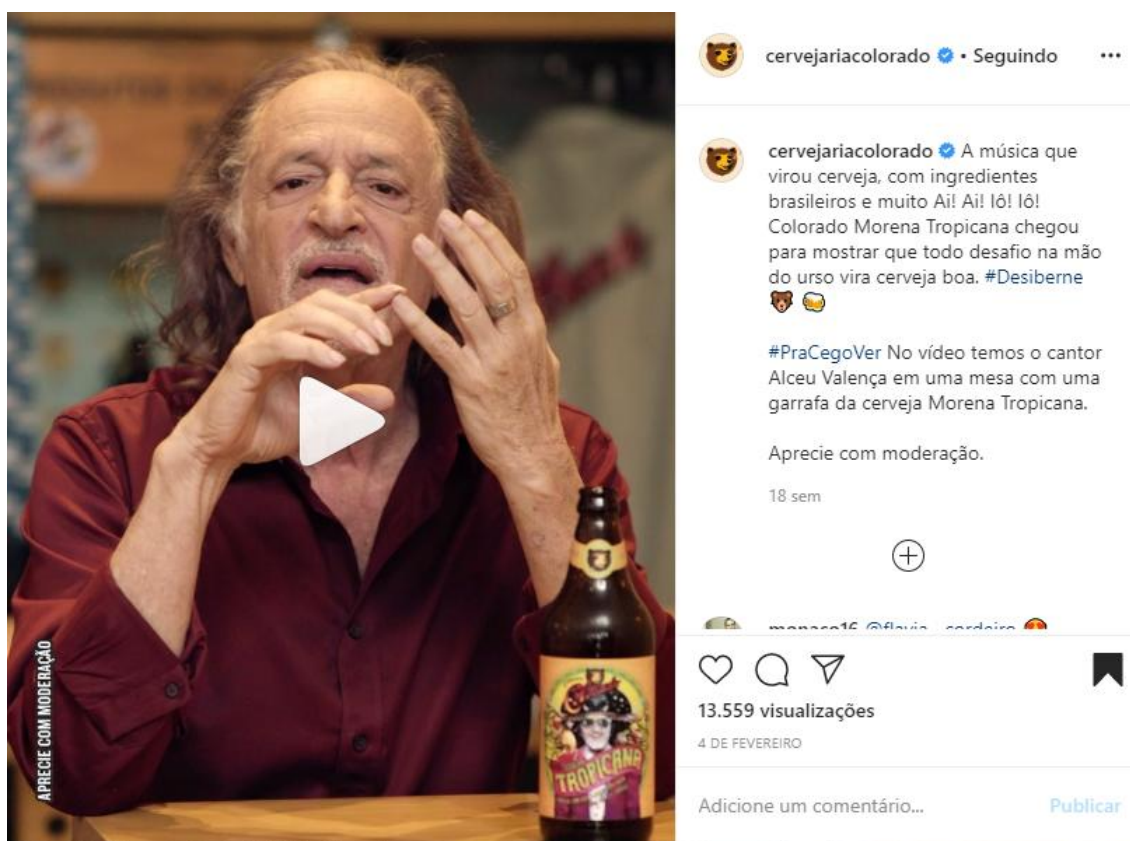 cervejariacolorado • Seguindo
cervejariacolorado A música que
virou cerveja, com ingredientes
brasileiros e muito Ai! Ai! Iô! Iô!
Colorado Morena Tropicana chegou
para mostrar que todo desafio na mão
do urso vira cerveja boa. #Desiberne
🐻 🍻
#PraCegoVer No vídeo temos o cantor
Alceu Valença em uma mesa com uma
garrafa da cerveja Morena Tropicana.
Aprecie com moderação.
18 sem
13.559 visualizações
4 DE FEVEREIRO
Adicione um comentário... Publicar
APRECIE COM MODERAÇÃO
TROPICANA